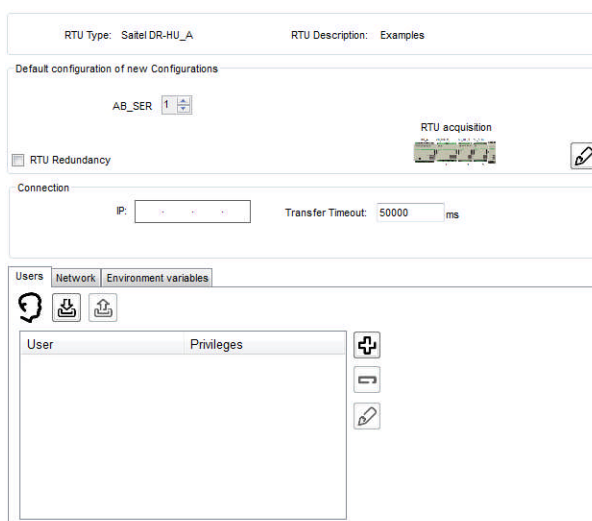 RTU Type: Saitel DR-HU_A RTU Description: Examples
Default configuration of new Configurations
AB_SER 1
RTU acquisition
RTU Redundancy
Connection
IP: . . . Transfer Timeout: 50000 ms
Users Network Environment variables
User Privileges